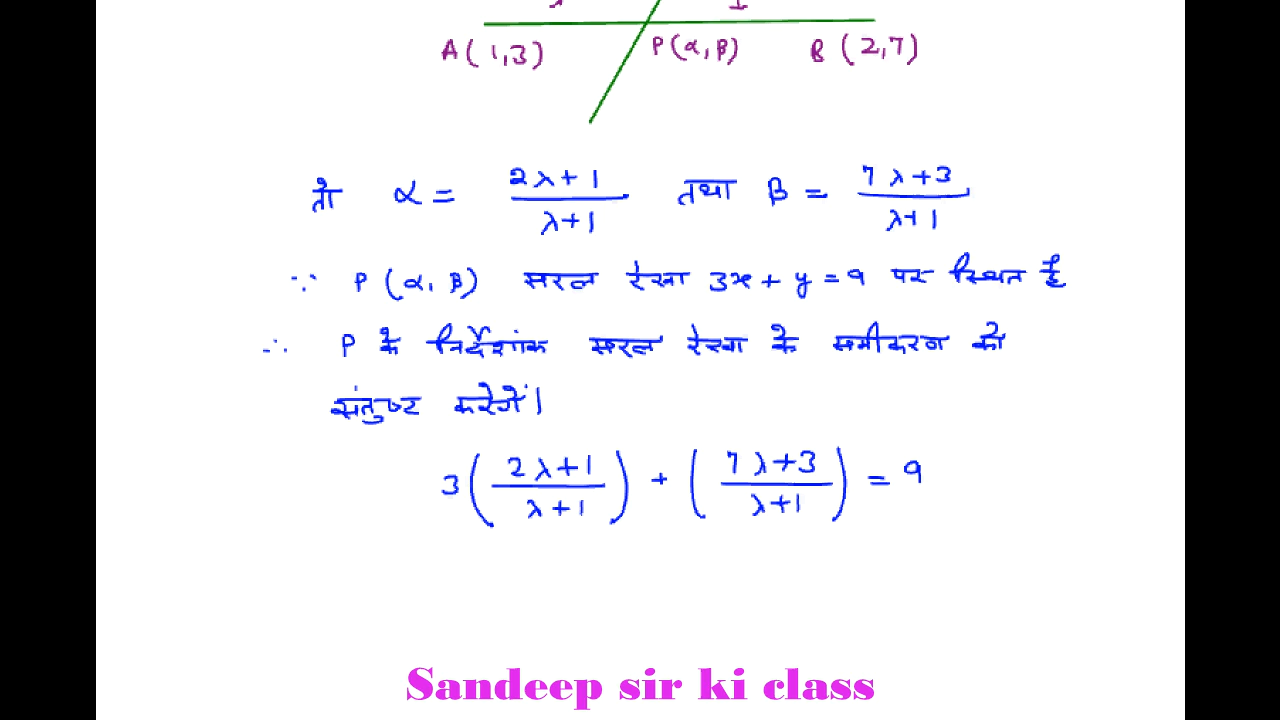 λ 1
A (1,3) P(α, β) B (2,7)
तो α = (2λ+1)/(λ+1) तथा β = (7λ+3)/(λ+1)
∵ P (α, β) सरल रेखा 3x + y = 9 पर स्थित है
∴ P के निर्देशांक सरल रेखा के समीकरण को
संतुष्ट करेगें।
3((2λ+1)/(λ+1)) + ((7λ+3)/(λ+1)) = 9
Sandeep sir ki class